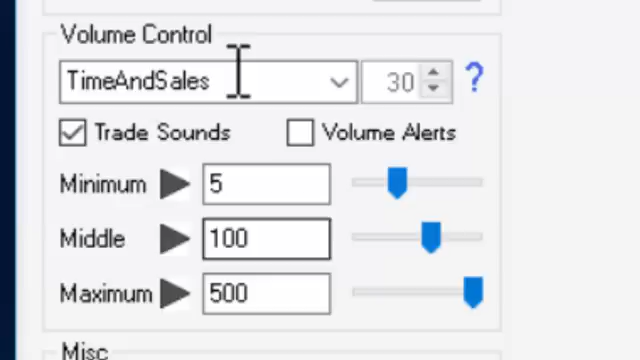 Volume Control
TimeAndSales 30 ?
Trade Sounds Volume Alerts
Minimum 5
Middle 100
Maximum 500
Misc